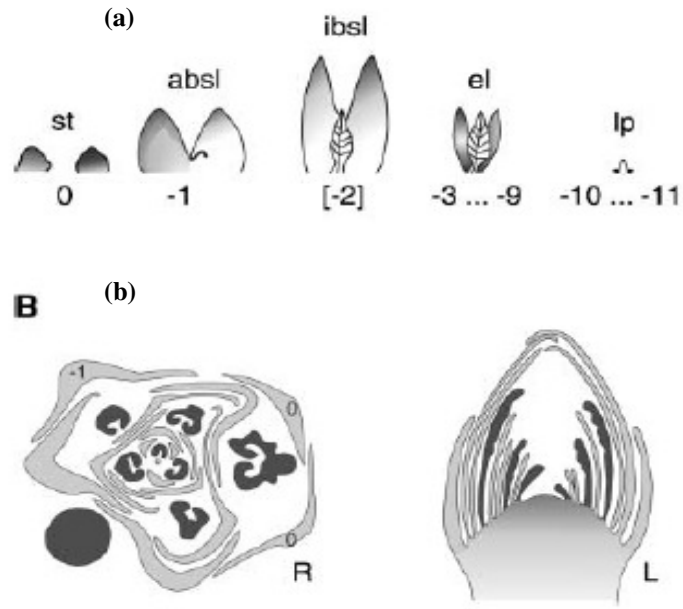 (a)
ibsl
absl
el
st
lp
0 -1 [-2] -3 ... -9 -10 ... -11
B (b)
-1
0
0
R L